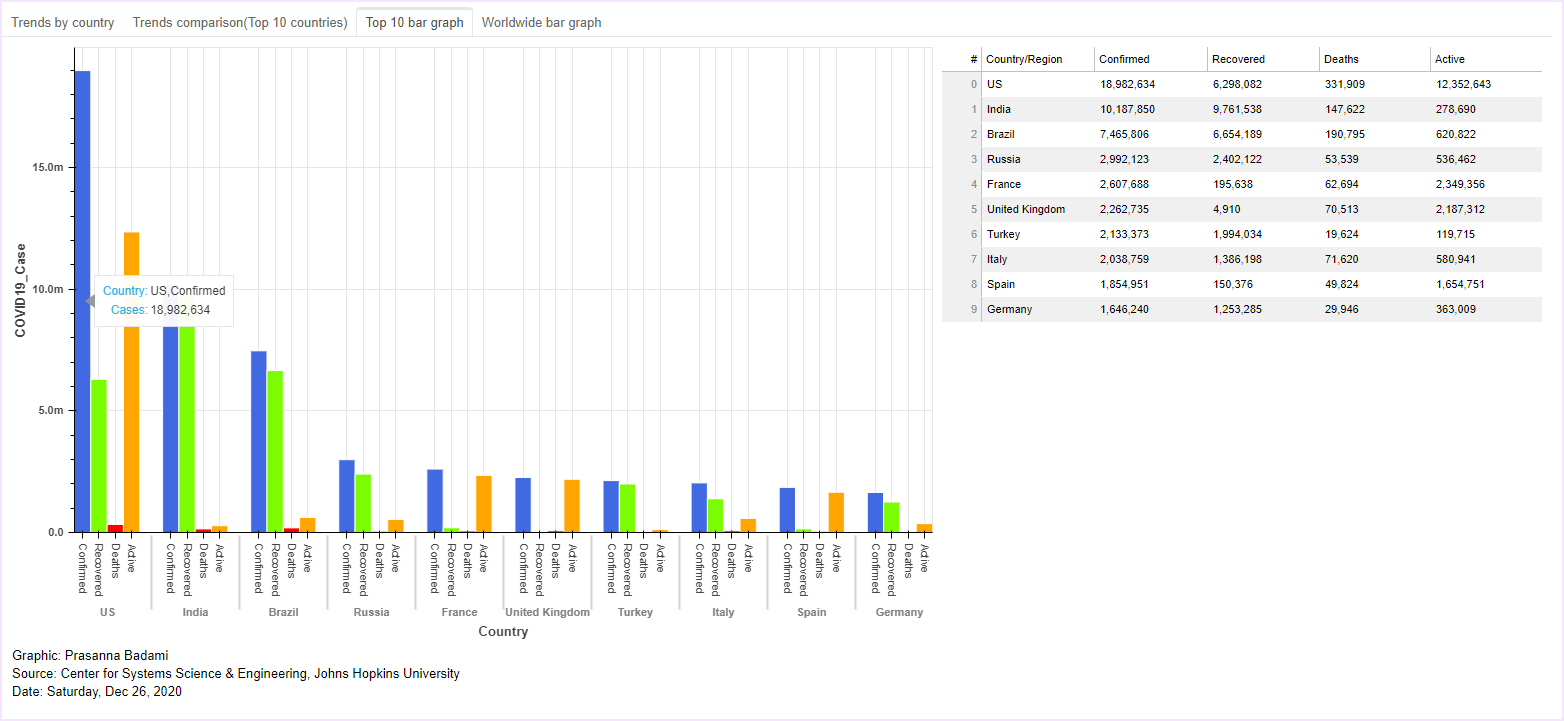 Trends by country Trends comparison(Top 10 countries) Top 10 bar graph Worldwide bar graph
COVID19_Case
15.0m
10.0m
5.0m
0.0
Country: US,Confirmed
Cases: 18,982,634
Confirmed Recovered Deaths Active Confirmed Recovered Deaths Active Confirmed Recovered Deaths Active Confirmed Recovered Deaths Active Confirmed Recovered Deaths Active Confirmed Recovered Deaths Active Confirmed Recovered Deaths Active Confirmed Recovered Deaths Active Confirmed Recovered Deaths Active Confirmed Recovered Deaths Active
US India Brazil Russia France United Kingdom Turkey Italy Spain Germany
Country
# Country/Region Confirmed Recovered Deaths Active
0 US 18,982,634 6,298,082 331,909 12,352,643
1 India 10,187,850 9,761,538 147,622 278,690
2 Brazil 7,465,806 6,654,189 190,795 620,822
3 Russia 2,992,123 2,402,122 53,539 536,462
4 France 2,607,688 195,638 62,694 2,349,356
5 United Kingdom 2,262,735 4,910 70,513 2,187,312
6 Turkey 2,133,373 1,994,034 19,624 119,715
7 Italy 2,038,759 1,386,198 71,620 580,941
8 Spain 1,854,951 150,376 49,824 1,654,751
9 Germany 1,646,240 1,253,285 29,946 363,009
Graphic: Prasanna Badami
Source: Center for Systems Science & Engineering, Johns Hopkins University
Date: Saturday, Dec 26, 2020